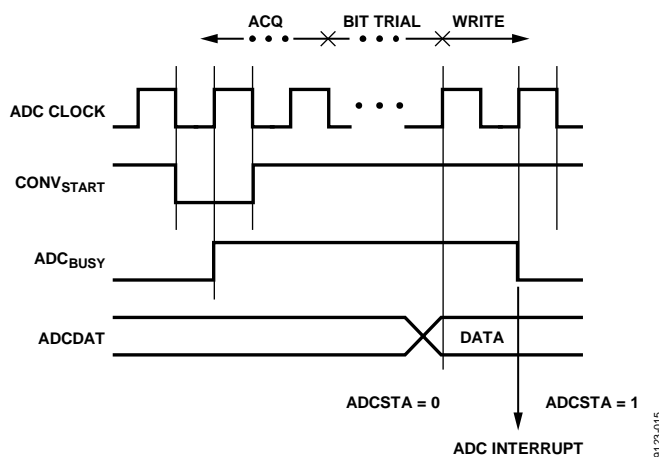 ACQ
BIT TRIAL
WRITE
ADC CLOCK
CONVSTART
ADCBUSY
ADCDAT
DATA
ADCSTA = 0
ADCSTA = 1
ADC INTERRUPT